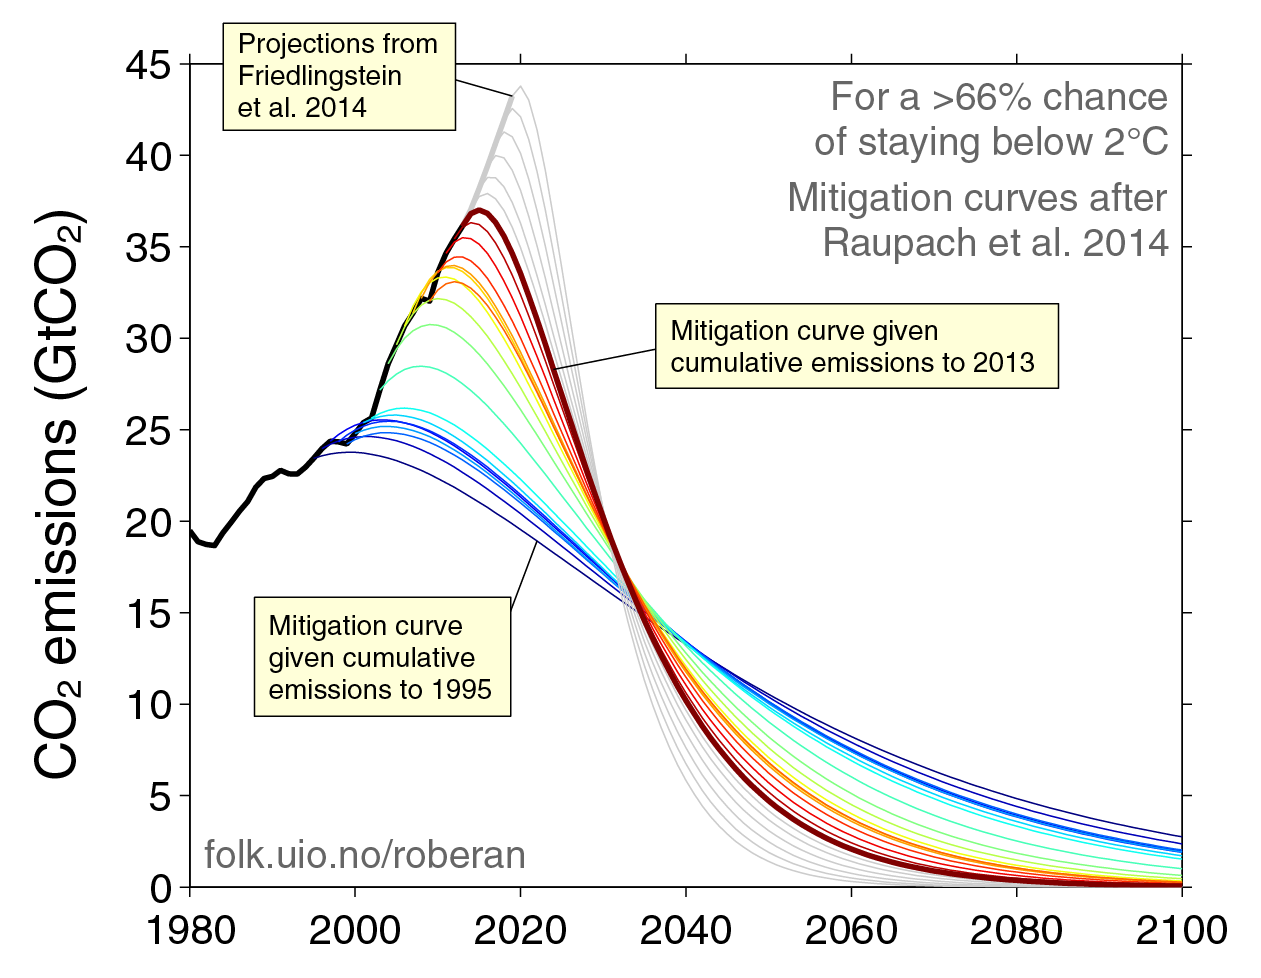 Projections from
Friedlingstein
et al. 2014
For a >66% chance
of staying below 2°C
Mitigation curves after
Raupach et al. 2014
Mitigation curve given
cumulative emissions to 2013
Mitigation curve
given cumulative
emissions to 1995
folk.uio.no/roberan
CO₂ emissions (GtCO₂)
45
40
35
30
25
20
15
10
5
0
1980 2000 2020 2040 2060 2080 2100